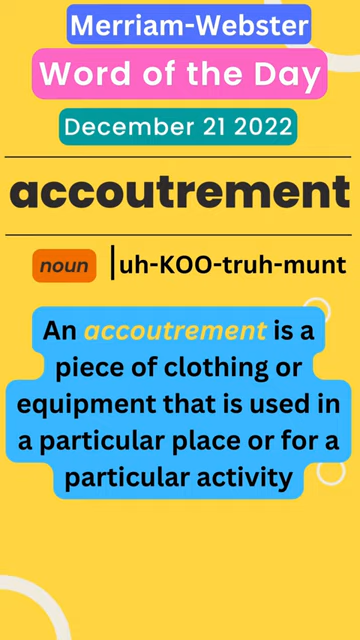 Merriam-Webster
Word of the Day
December 21 2022
accoutrement
noun | uh-KOO-truh-munt
An accoutrement is a
piece of clothing or
equipment that is used in
a particular place or for a
particular activity